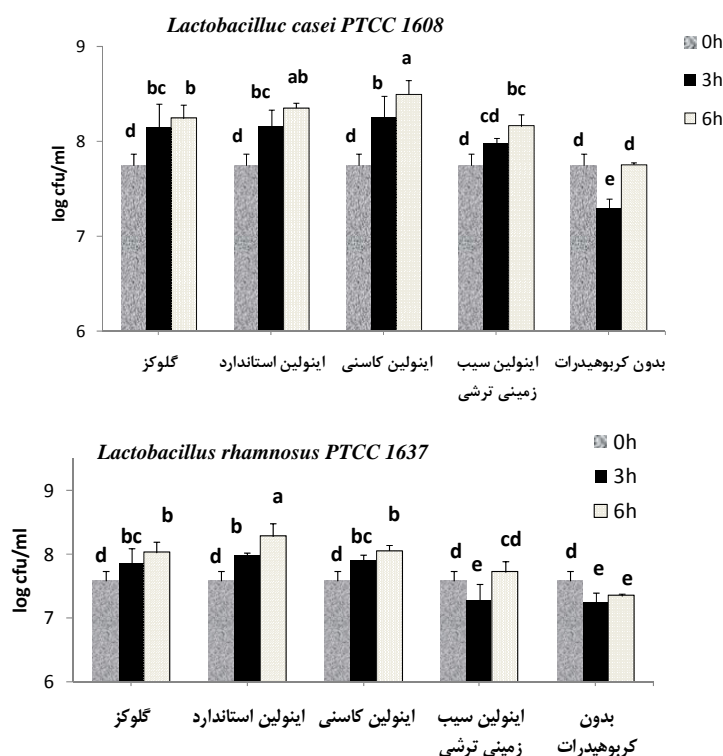 Lactobacilluc casei PTCC 1608
0h
3h
6h
9
8
7
6
log cfu/ml
d bc b
d bc ab
d b a
d cd bc
d e d
گلوکز
اینولین استاندارد
اینولین کاسنی
اینولین سیب
زمینی ترشی
بدون کربوهیدرات
Lactobacillus rhamnosus PTCC 1637
0h
3h
6h
9
8
7
6
log cfu/ml
d bc b
d b a
d bc b
d e cd
d e e
گلوکز
اینولین استاندارد
اینولین کاسنی
اینولین سیب
زمینی ترشی
بدون
کربوهیدرات